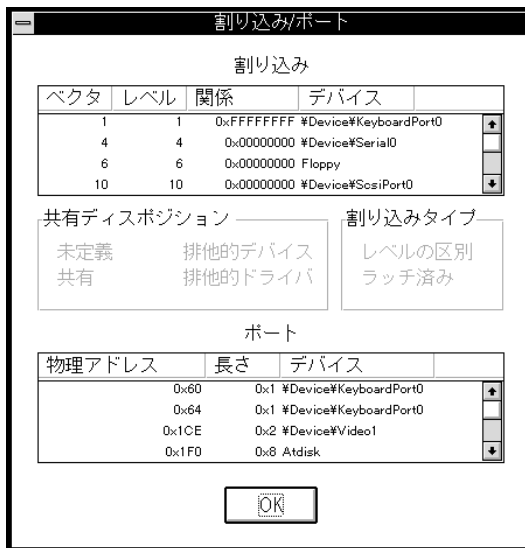 割り込み/ポート
割り込み
ベクタ レベル 関係 デバイス
1 1 0xFFFFFFFF ¥Device¥KeyboardPort0
4 4 0x00000000 ¥Device¥Serial0
6 6 0x00000000 Floppy
10 10 0x00000000 ¥Device¥ScsiPort0
共有ディスポジション 割り込みタイプ
未定義 排他的デバイス レベルの区別
共有 排他的ドライバ ラッチ済み
ポート
物理アドレス 長さ デバイス
0x60 0x1 ¥Device¥KeyboardPort0
0x64 0x1 ¥Device¥KeyboardPort0
0x1CE 0x2 ¥Device¥Video1
0x1F0 0x8 Atdisk
OK